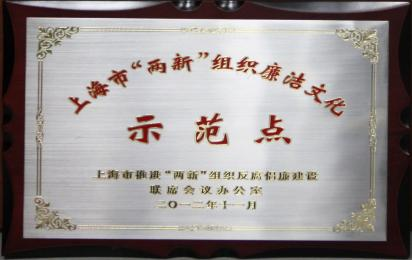 上海市“两新”组织廉洁文化
示范点
上海市推进“两新”组织反腐倡廉建设
联席会议办公室
二〇一二年十一月